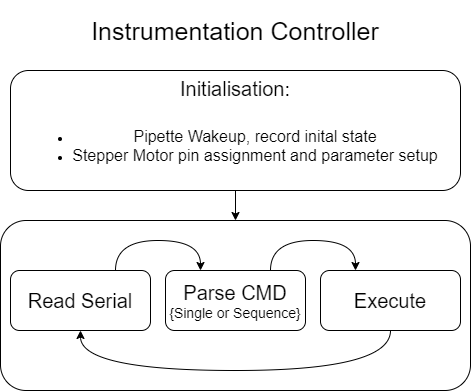 Instrumentation Controller
Initialisation:
• Pipette Wakeup, record inital state
• Stepper Motor pin assignment and parameter setup
Read Serial
Parse CMD
{Single or Sequence}
Execute